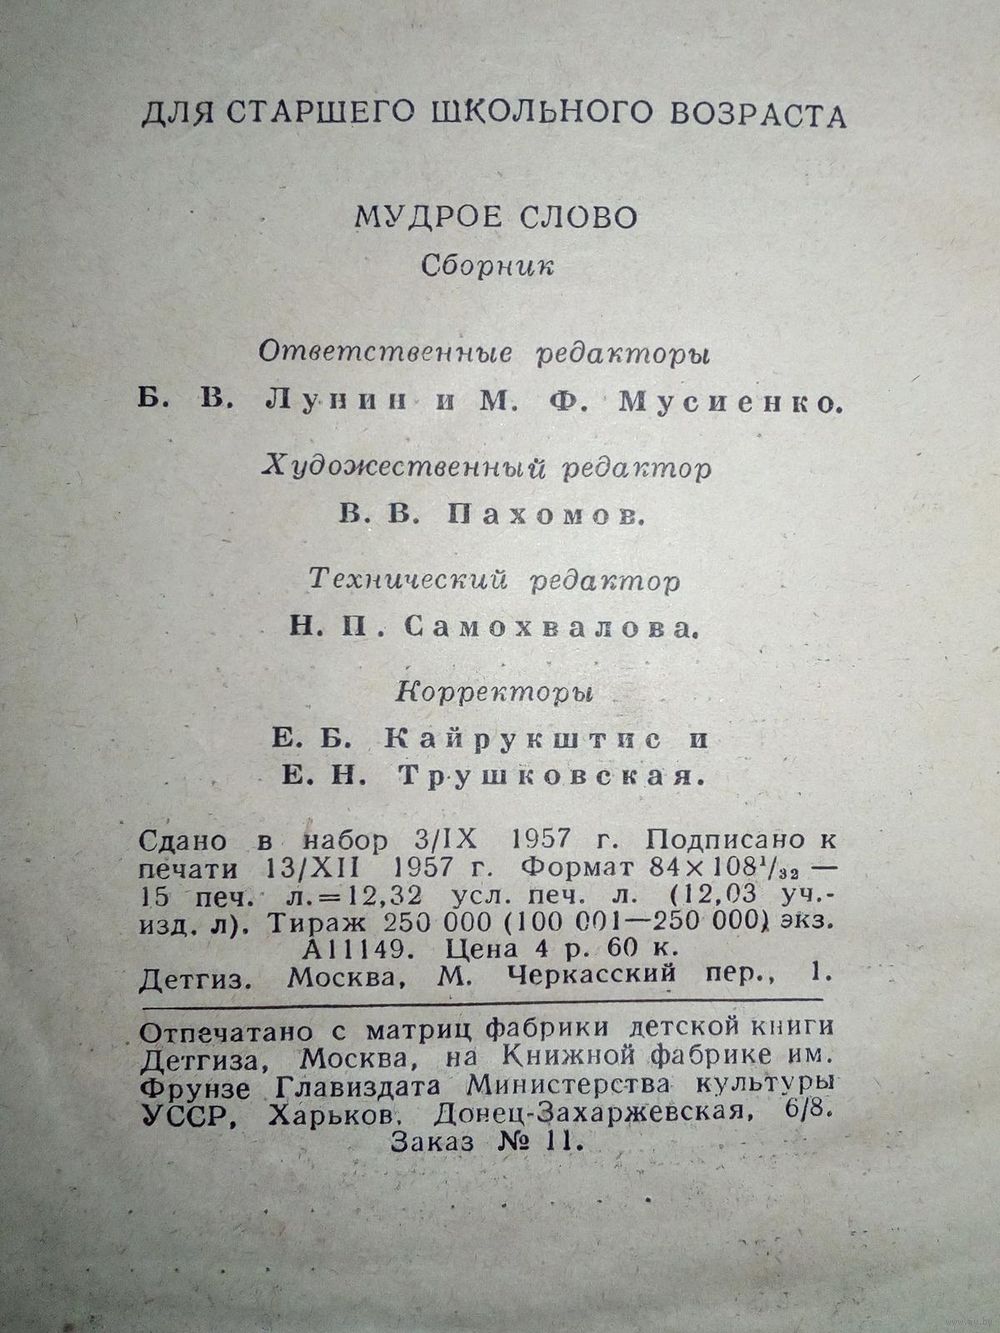 ДЛЯ СТАРШЕГО ШКОЛЬНОГО ВОЗРАСТА
МУДРОЕ СЛОВО
Сборник
Ответственные редакторы
Б. В. Лунин и М. Ф. Мусиенко.
Художественный редактор
В. В. Пахомов.
Технический редактор
Н. П. Самохвалова.
Корректоры
Е. Б. Кайрукштис и
Е. Н. Трушковская.
Сдано в набор 3/IX 1957 г. Подписано к
печати 13/XII 1957 г. Формат 84×108¹/₃₂ —
15 печ. л. = 12,32 усл. печ. л. (12,03 уч.-
изд. л). Тираж 250 000 (100 001—250 000) экз.
А11149. Цена 4 р. 60 к.
Детгиз. Москва, М. Черкасский пер., 1.
Отпечатано с матриц фабрики детской книги
Детгиза, Москва, на Книжной фабрике им.
Фрунзе Главиздата Министерства культуры
УССР, Харьков, Донец-Захаржевская, 6/8.
Заказ № 11.